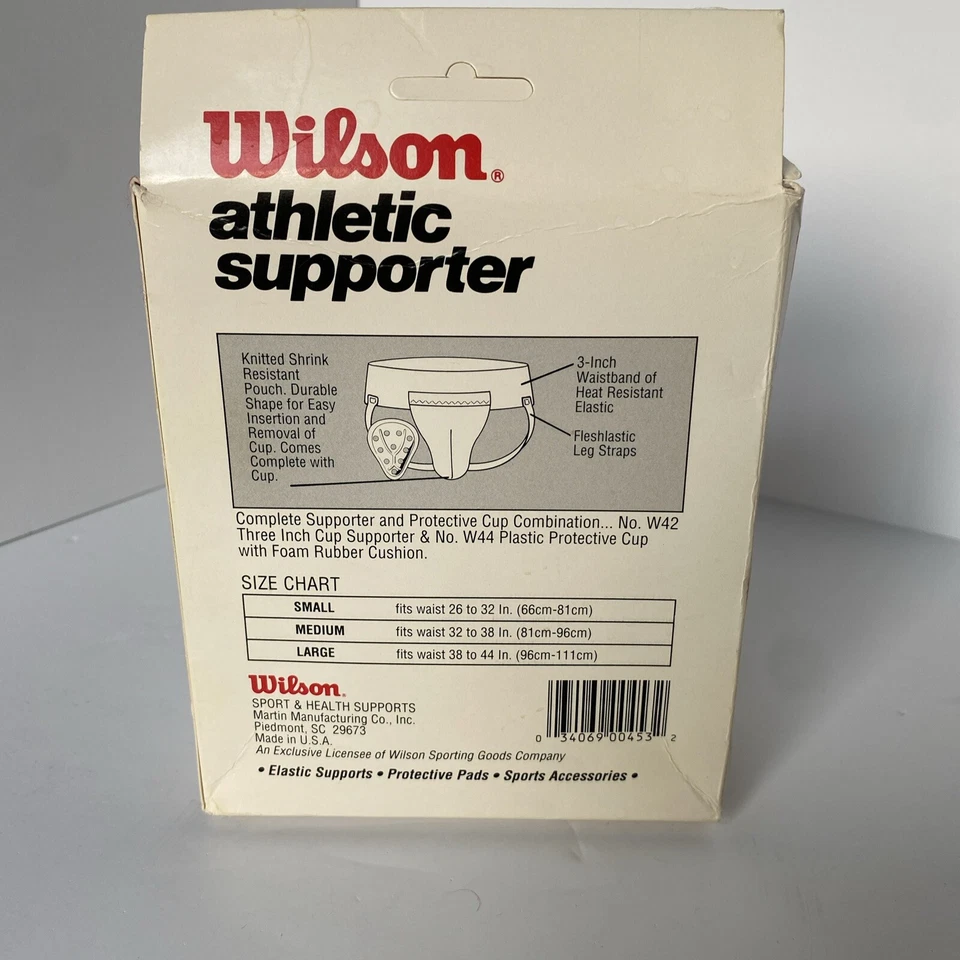 Wilson®
athletic
supporter
Knitted Shrink
Resistant
Pouch. Durable
Shape for Easy
Insertion and
Removal of
Cup. Comes
Complete with
Cup.
3-Inch
Waistband of
Heat Resistant
Elastic
Fleshlastic
Leg Straps
Complete Supporter and Protective Cup Combination... No. W42
Three Inch Cup Supporter & No. W44 Plastic Protective Cup
with Foam Rubber Cushion.
SIZE CHART
SMALL fits waist 26 to 32 In. (66cm-81cm)
MEDIUM fits waist 32 to 38 In. (81cm-96cm)
LARGE fits waist 38 to 44 In. (96cm-111cm)
Wilson®
SPORT & HEALTH SUPPORTS
Martin Manufacturing Co., Inc.
Piedmont, SC 29673
Made in U.S.A.
An Exclusive Licensee of Wilson Sporting Goods Company
• Elastic Supports • Protective Pads • Sports Accessories •
0 34069 00453 2